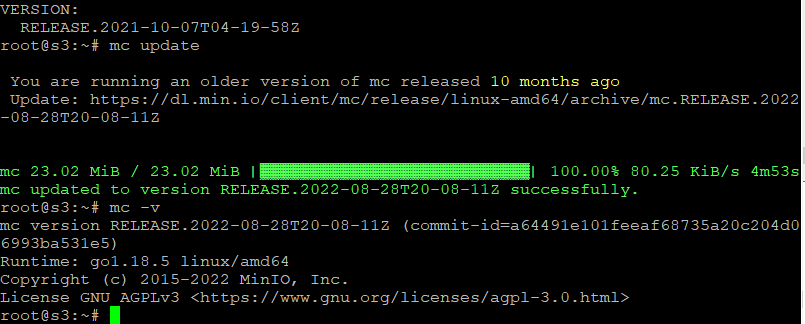 VERSION:
  RELEASE.2021-10-07T04-19-58Z
root@s3:~# mc update

 You are running an older version of mc released 10 months ago
 Update: https://dl.min.io/client/mc/release/linux-amd64/archive/mc.RELEASE.2022
-08-28T20-08-11Z


mc 23.02 MiB / 23.02 MiB |▓▓▓▓▓▓▓▓▓▓▓▓▓▓▓▓▓▓▓▓▓▓▓▓▓▓▓| 100.00% 80.25 KiB/s 4m53s
mc updated to version RELEASE.2022-08-28T20-08-11Z successfully.
root@s3:~# mc -v
mc version RELEASE.2022-08-28T20-08-11Z (commit-id=a64491e101feeaf68735a20c204d0
6993ba531e5)
Runtime: go1.18.5 linux/amd64
Copyright (c) 2015-2022 MinIO, Inc.
License GNU AGPLv3 <https://www.gnu.org/licenses/agpl-3.0.html>
root@s3:~#